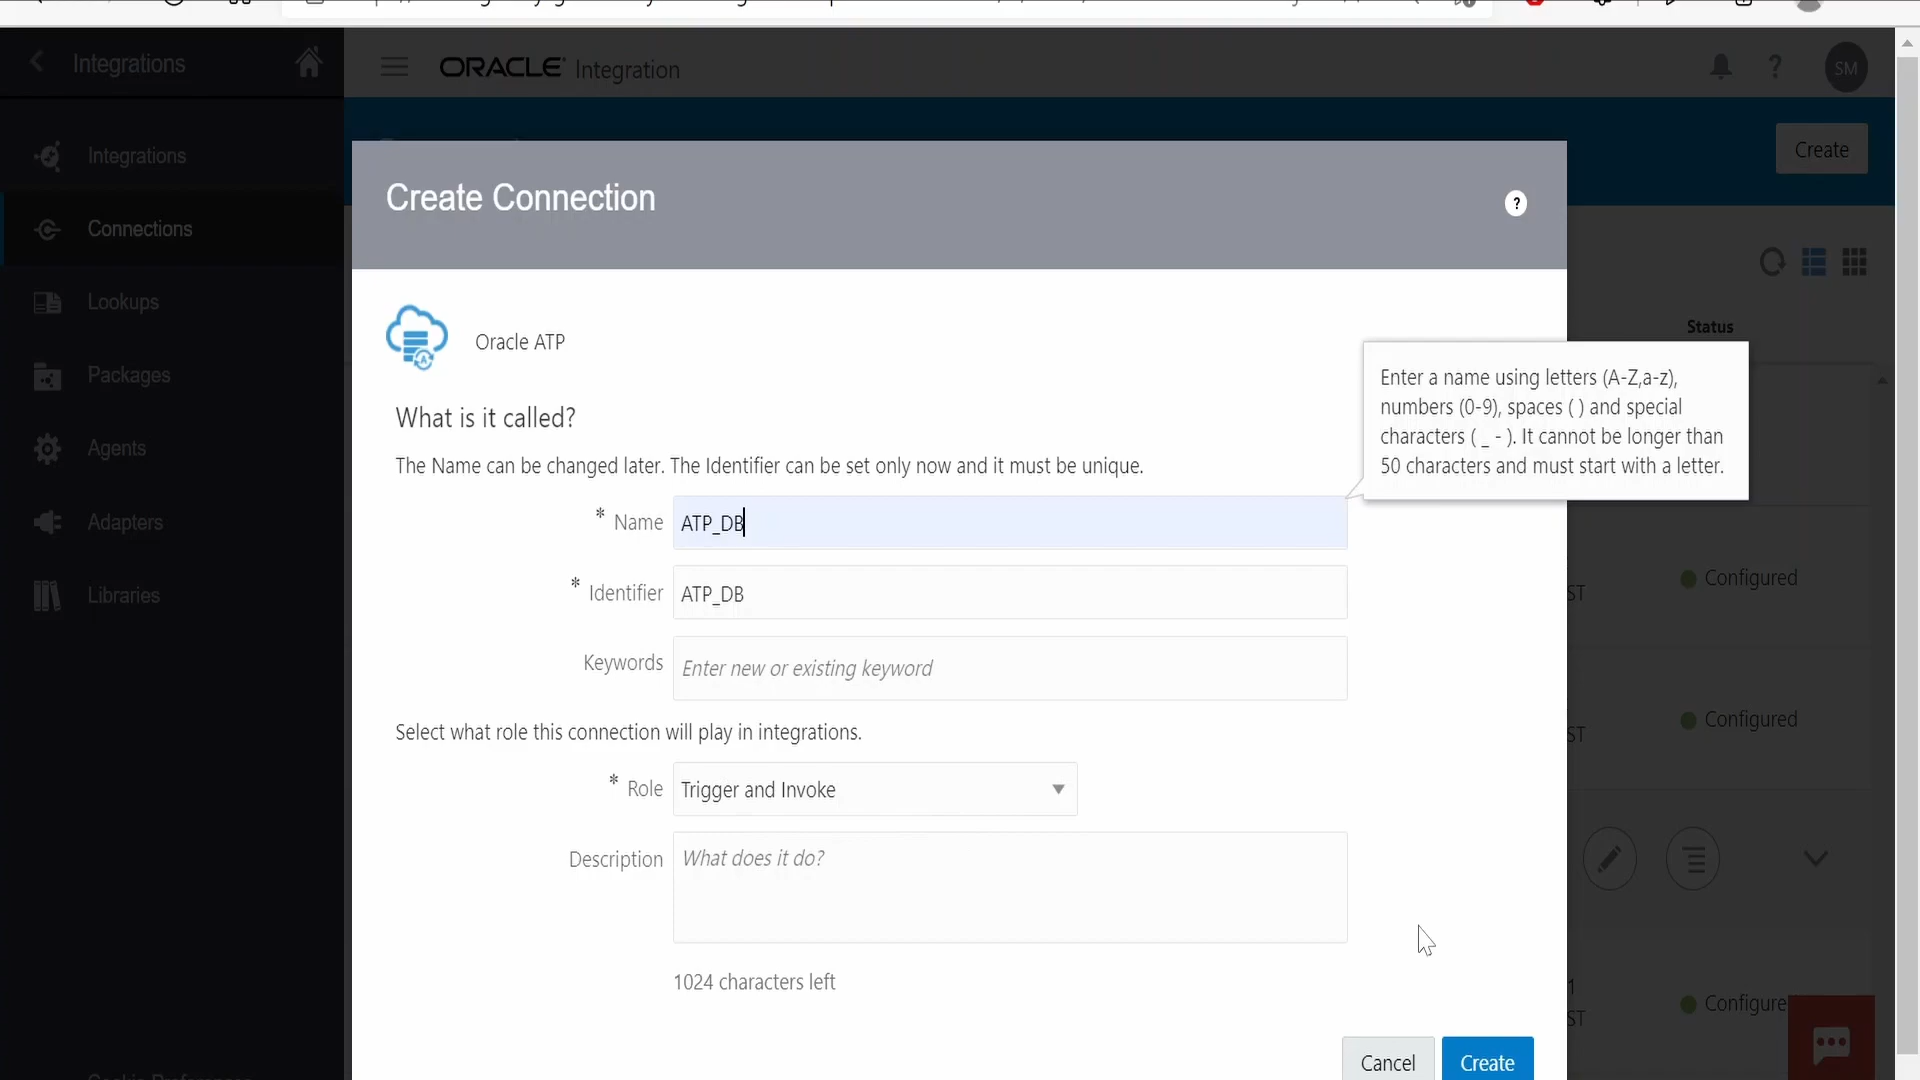 Integrations
ORACLE Integration
?
SM
Integrations
Create
Create Connection
?
Connections
Lookups
Oracle ATP
Status
Packages
Enter a name using letters (A-Z,a-z),
numbers (0-9), spaces ( ) and special
characters ( _ - ). It cannot be longer than
50 characters and must start with a letter.
What is it called?
Agents
The Name can be changed later. The Identifier can be set only now and it must be unique.
Adapters
* Name ATP_DB
* Identifier ATP_DB
Configured
ST
Libraries
Keywords Enter new or existing keyword
Select what role this connection will play in integrations.
Configured
ST
* Role Trigger and Invoke
Description What does it do?
1024 characters left
1
Configure
ST
Cancel Create